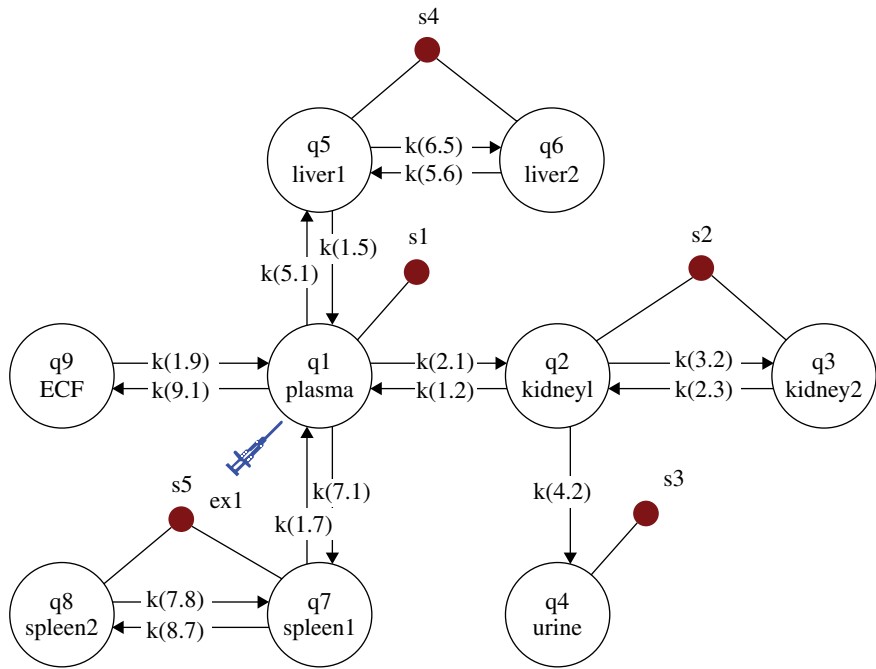 s4
q5
liver1
k(6.5)
k(5.6)
q6
liver2
k(1.5)
k(5.1)
s1
s2
q9
ECF
k(1.9)
k(9.1)
q1
plasma
k(2.1)
k(1.2)
q2
kidneyl
k(3.2)
k(2.3)
q3
kidney2
s5
ex1
k(7.1)
k(1.7)
k(4.2)
s3
q8
spleen2
k(7.8)
k(8.7)
q7
spleen1
q4
urine